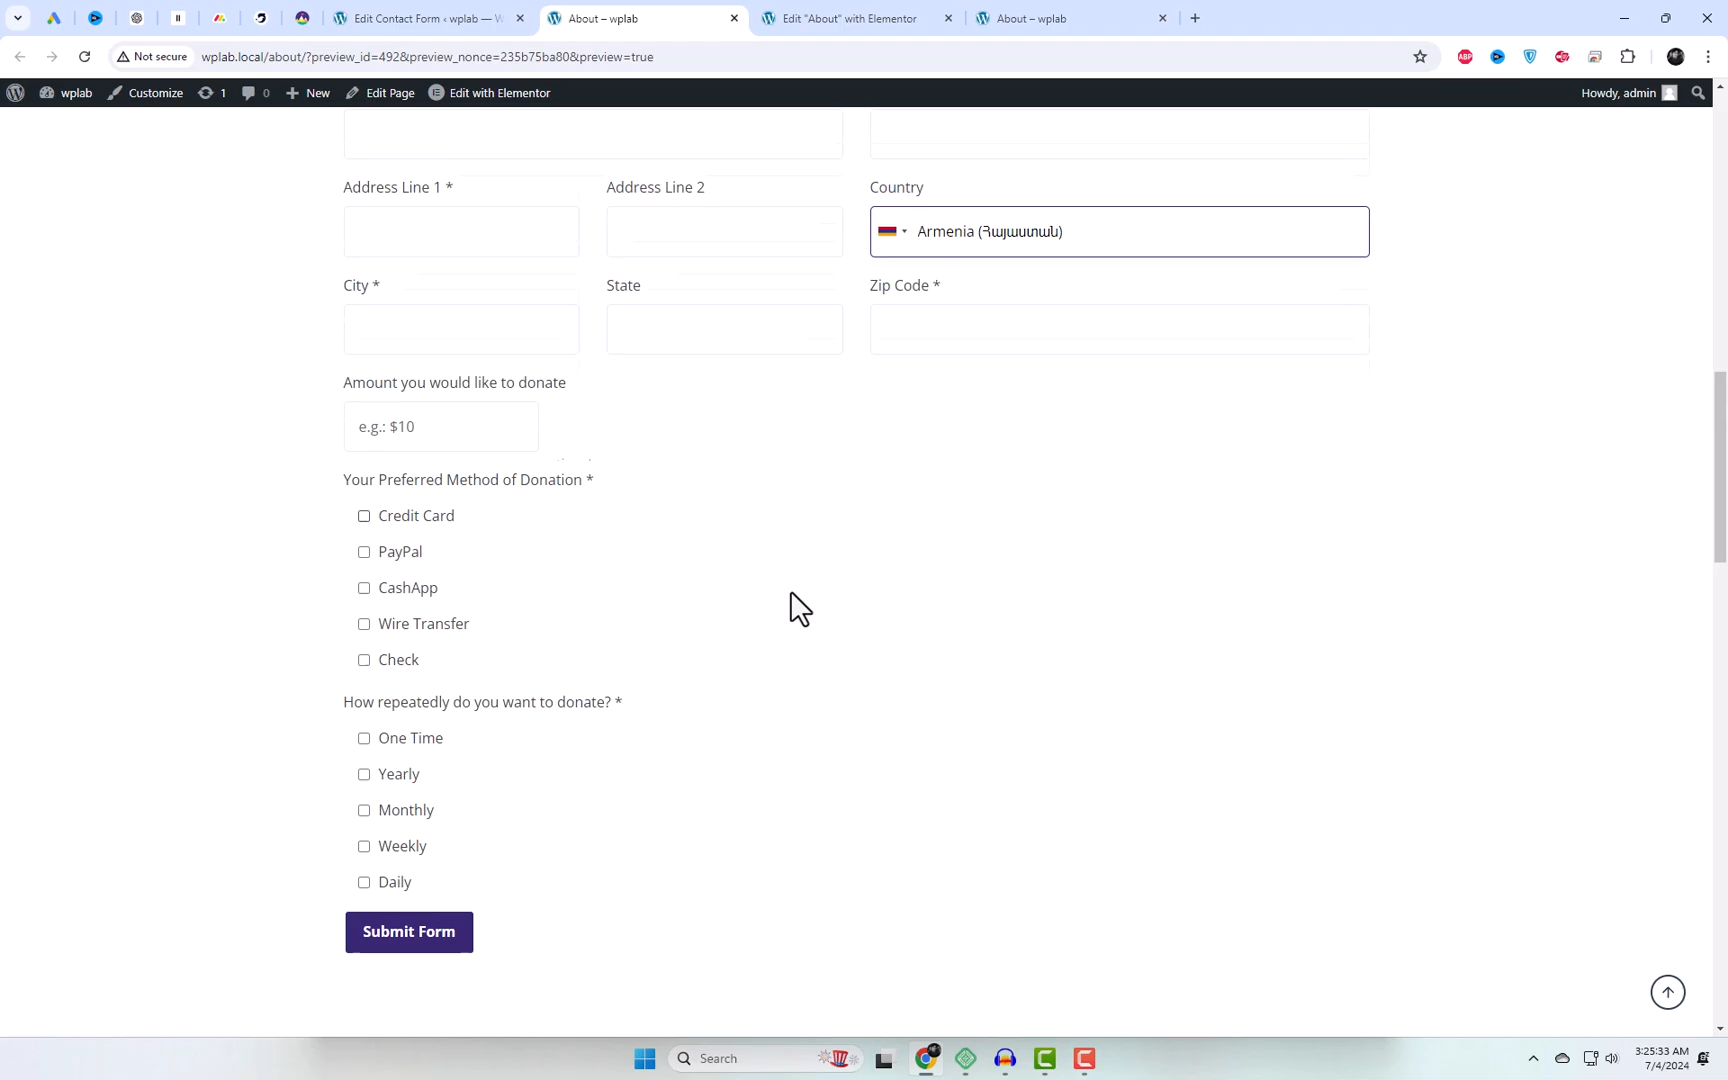 Edit Contact Form ‹ wplab — W
About – wplab
Edit "About" with Elementor
About – wplab
Not secure
wplab.local/about/?preview_id=492&preview_nonce=235b75ba80&preview=true
ABP
wplab
Customize
1
0
New
Edit Page
Edit with Elementor
Howdy, admin
Address Line 1 *
Address Line 2
Country
Armenia (Հայաստան)
City *
State
Zip Code *
Amount you would like to donate
e.g.: $10
Your Preferred Method of Donation *
Credit Card
PayPal
CashApp
Wire Transfer
Check
How repeatedly do you want to donate? *
One Time
Yearly
Monthly
Weekly
Daily
Submit Form
Search
3:25:33 AM
7/4/2024